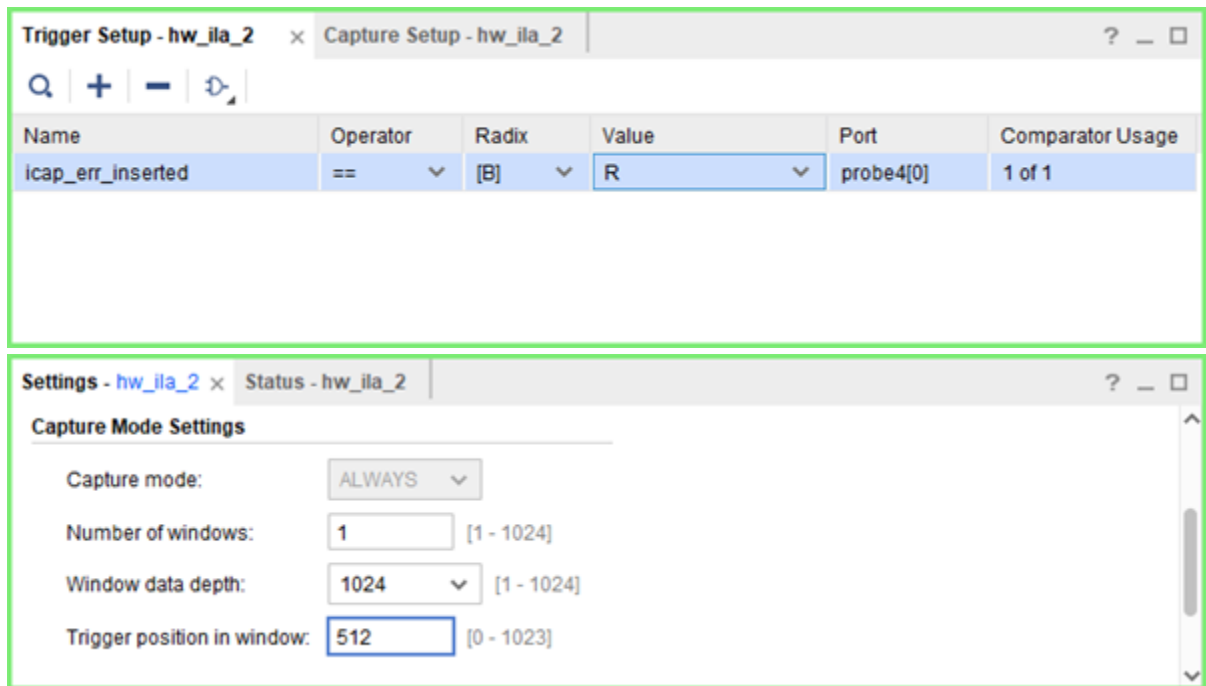 Trigger Setup - hw_ila_2 × Capture Setup - hw_ila_2 ?
Name Operator Radix Value Port Comparator Usage
icap_err_inserted == [B] R probe4[0] 1 of 1
Settings - hw_ila_2 × Status - hw_ila_2 ?
Capture Mode Settings
Capture mode: ALWAYS
Number of windows: 1 [1 - 1024]
Window data depth: 1024 [1 - 1024]
Trigger position in window: 512 [0 - 1023]